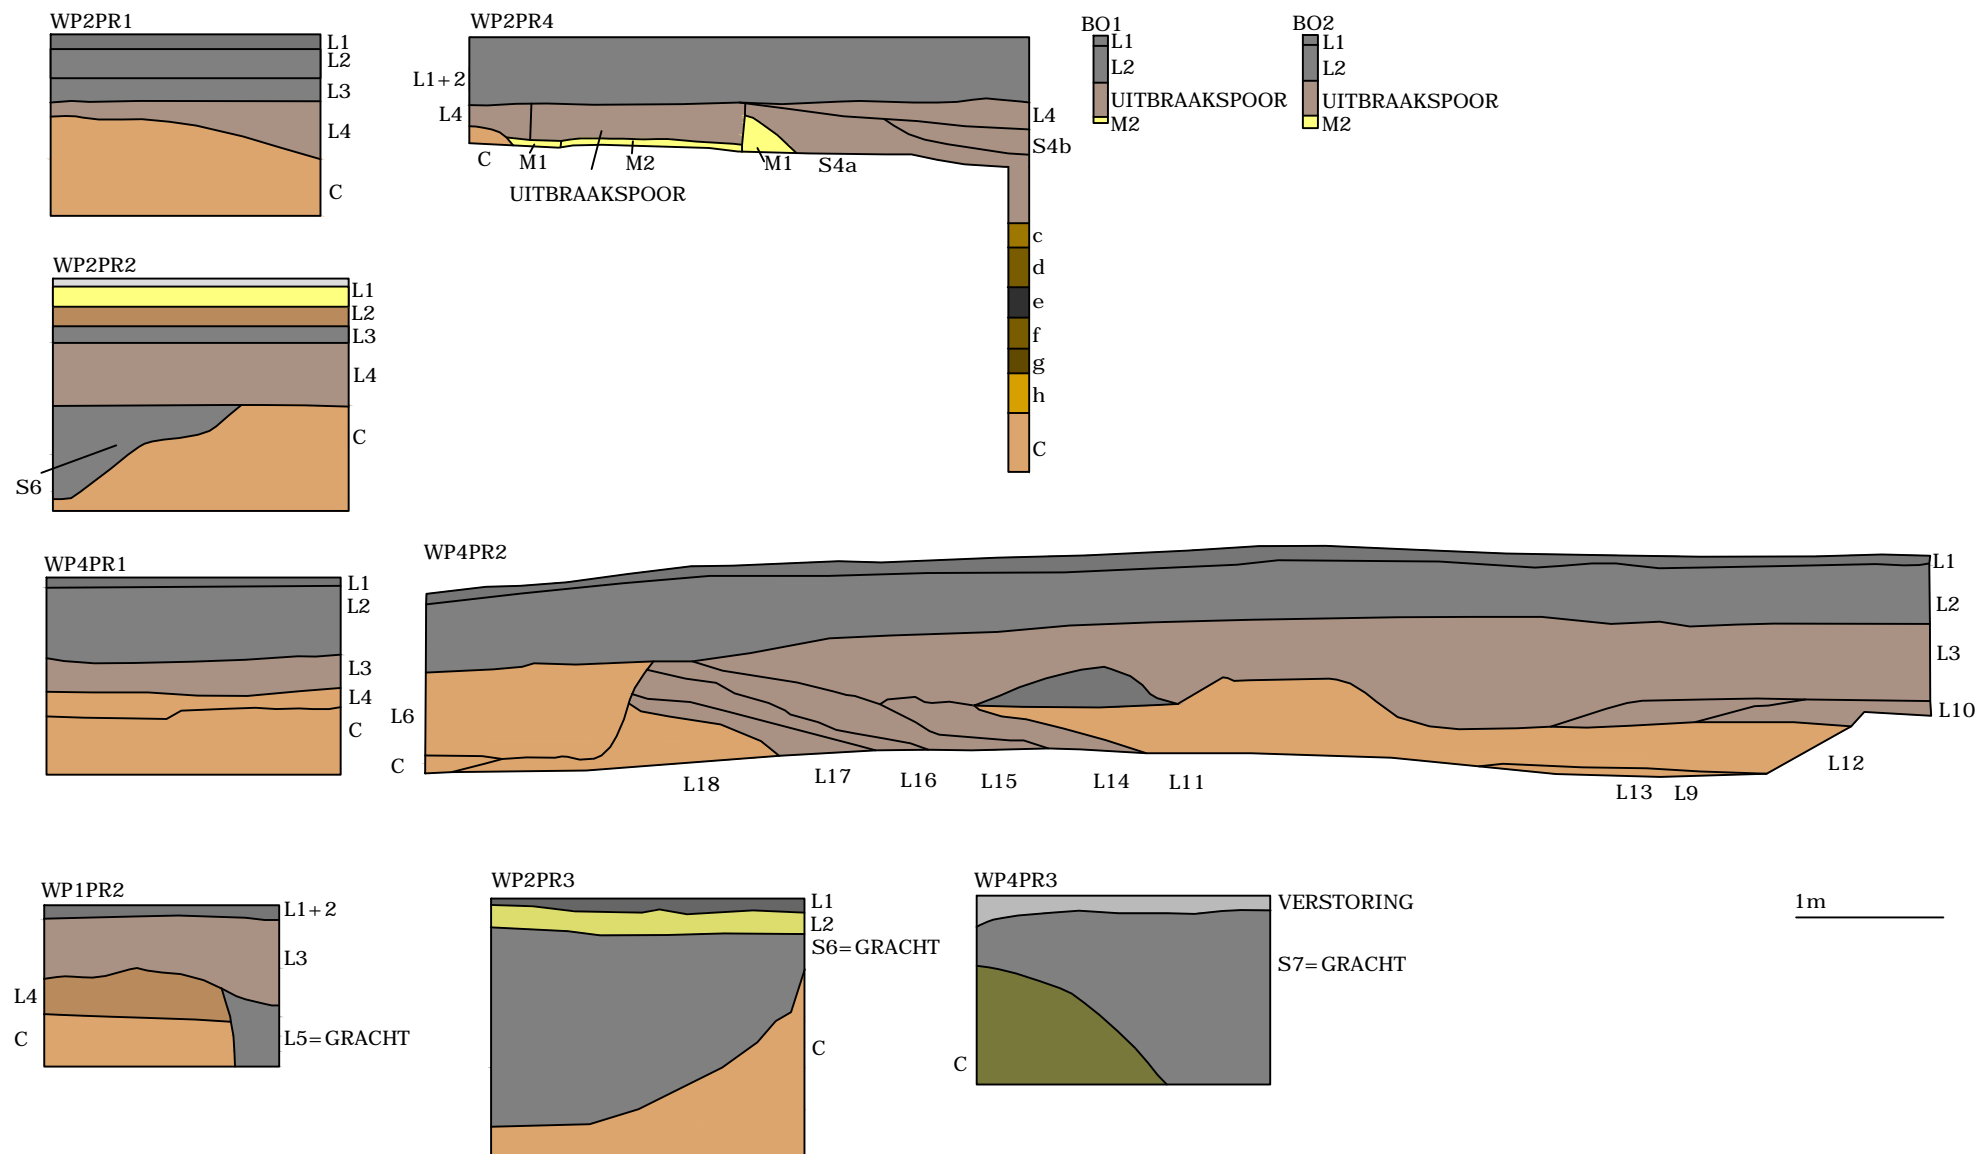 WP2PR1
L1
L2
L3
L4
C
WP2PR4
L1+2
L4
C
M1
M2
UITBRAAKSPOOR
M1
S4a
L4
S4b
c
d
e
f
g
h
C
BO1
L1
L2
UITBRAAKSPOOR
M2
BO2
L1
L2
UITBRAAKSPOOR
M2
WP2PR2
L1
L2
L3
L4
C
S6
WP4PR1
L1
L2
L3
L4
C
WP4PR2
L1
L2
L3
L10
L6
C
L18
L17
L16
L15
L14
L11
L13
L9
L12
WP1PR2
L1+2
L3
L4
C
L5=GRACHT
WP2PR3
L1
L2
S6=GRACHT
C
WP4PR3
VERSTORING
S7=GRACHT
C
1m